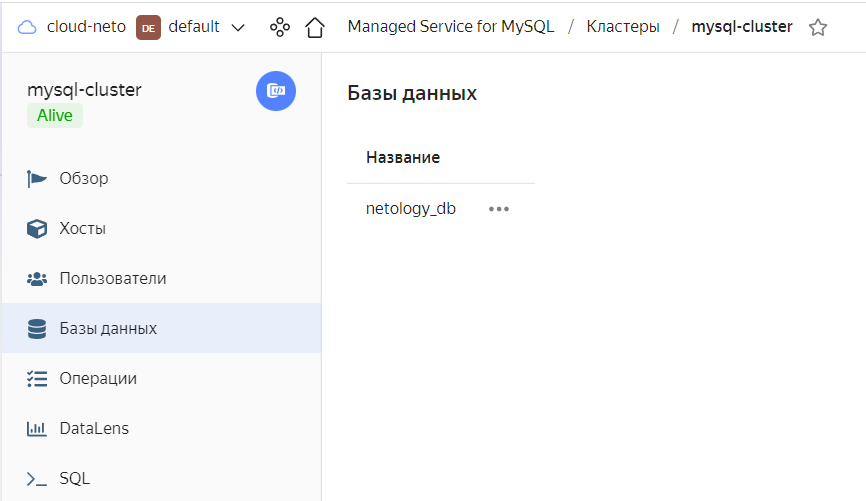 cloud-neto DE default Managed Service for MySQL / Кластеры / mysql-cluster
mysql-cluster
Alive
Обзор
Хосты
Пользователи
Базы данных
Операции
DataLens
SQL
Базы данных
Название
netology_db